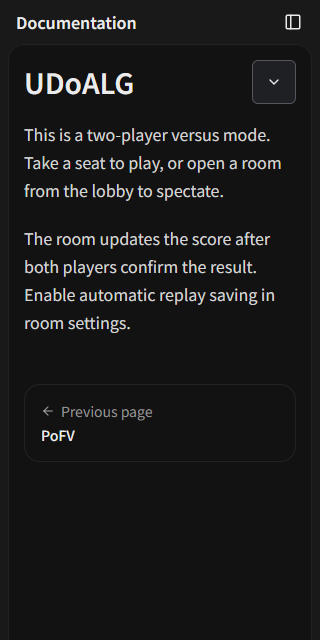 Documentation
UDoALG
This is a two-player versus mode.
Take a seat to play, or open a room
from the lobby to spectate.
The room updates the score after
both players confirm the result.
Enable automatic replay saving in
room settings.
Previous page
PoFV